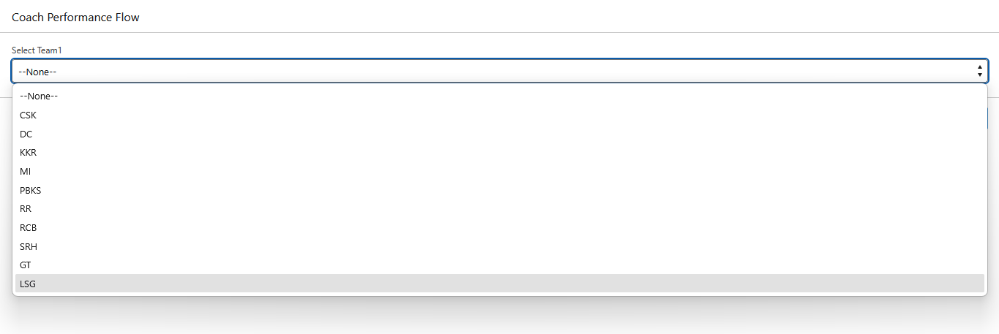 Coach Performance Flow
Select Team1
--None--
--None--
CSK
DC
KKR
MI
PBKS
RR
RCB
SRH
GT
LSG